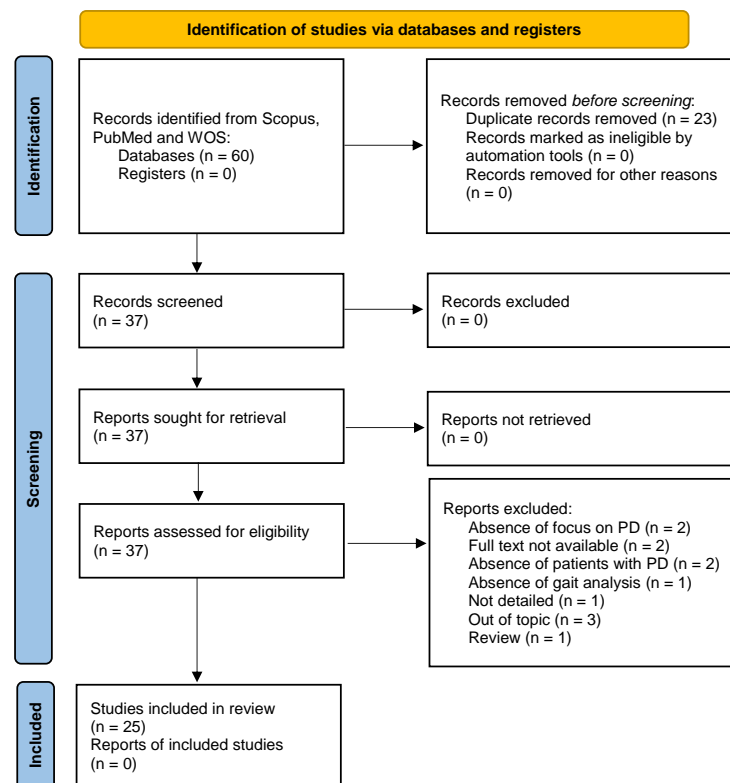 Identification of studies via databases and registers
Identification
Records identified from Scopus,
PubMed and WOS:
Databases (n = 60)
Registers (n = 0)
Records removed before screening:
Duplicate records removed (n = 23)
Records marked as ineligible by
automation tools (n = 0)
Records removed for other reasons
(n = 0)
Screening
Records screened
(n = 37)
Records excluded
(n = 0)
Reports sought for retrieval
(n = 37)
Reports not retrieved
(n = 0)
Reports assessed for eligibility
(n = 37)
Reports excluded:
Absence of focus on PD (n = 2)
Full text not available (n = 2)
Absence of patients with PD (n = 2)
Absence of gait analysis (n = 1)
Not detailed (n = 1)
Out of topic (n = 3)
Review (n = 1)
Included
Studies included in review
(n = 25)
Reports of included studies
(n = 0)